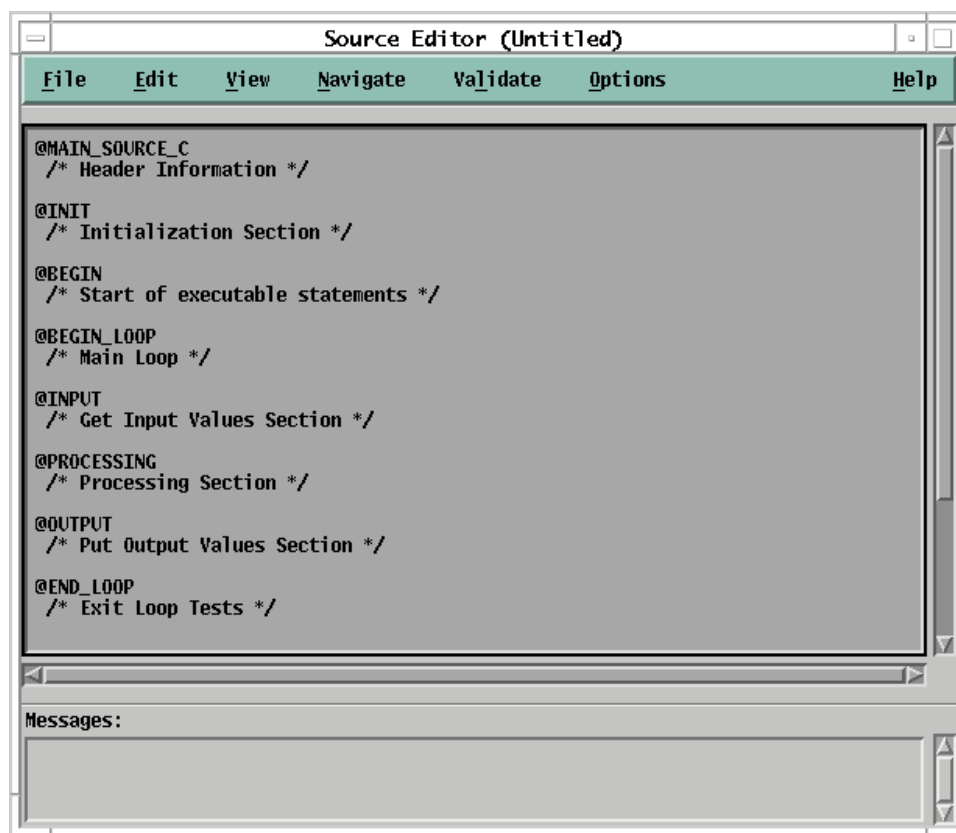 Source Editor (Untitled)
File Edit View Navigate Validate Options Help
@MAIN_SOURCE_C
/* Header Information */
@INIT
/* Initialization Section */
@BEGIN
/* Start of executable statements */
@BEGIN_LOOP
/* Main Loop */
@INPUT
/* Get Input Values Section */
@PROCESSING
/* Processing Section */
@OUTPUT
/* Put Output Values Section */
@END_LOOP
/* Exit Loop Tests */
Messages: